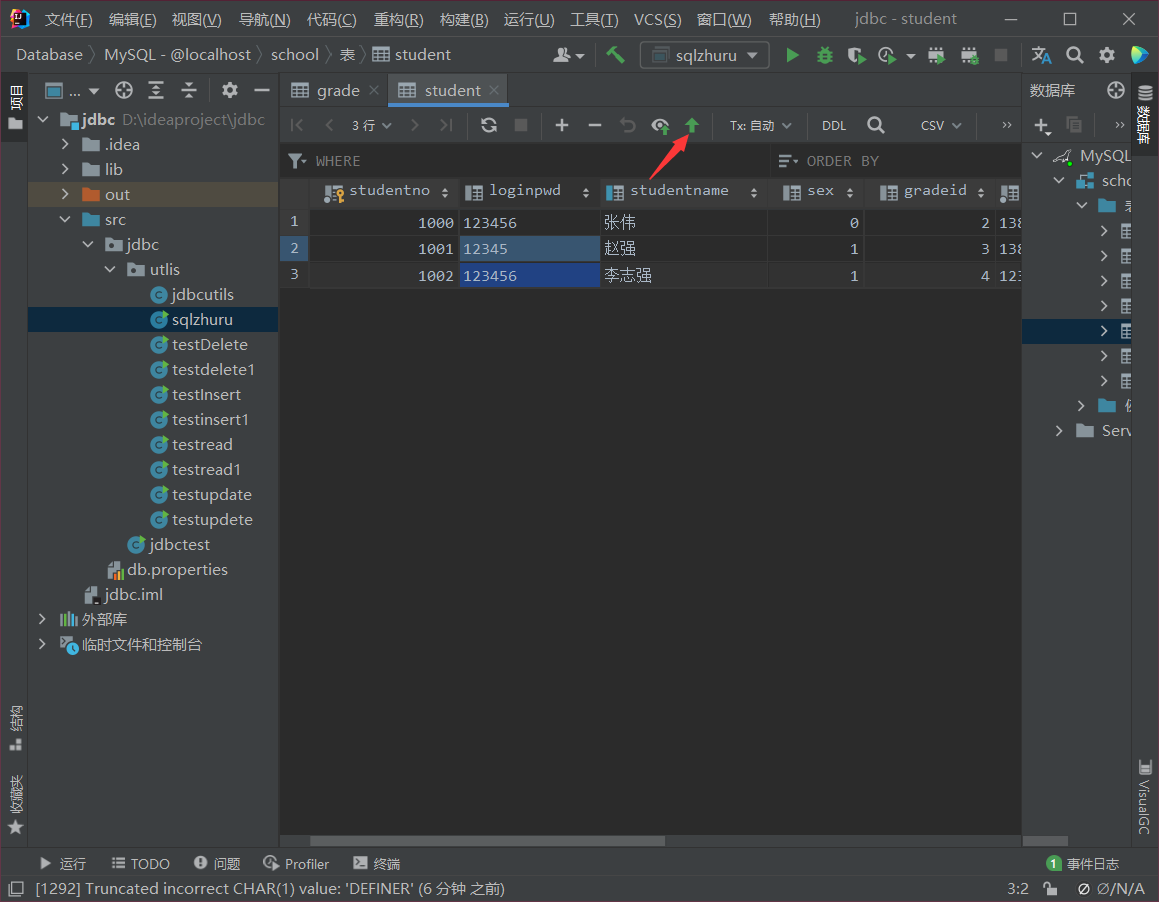 文件(F) 编辑(E) 视图(V) 导航(N) 代码(C) 重构(R) 构建(B) 运行(U) 工具(T) VCS(S) 窗口(W) 帮助(H) jdbc - student
Database MySQL - @localhost school 表 student sqlzhuru
项目
... 
grade student
数据库
数据库
jdbc D:\ideaproject\jdbc
.idea
lib
out
src
jdbc
utlis
jdbcutils
sqlzhuru
testDelete
testdelete1
testInsert
testinsert1
testread
testread1
testupdate
testupdete
jdbctest
db.properties
jdbc.iml
外部库
临时文件和控制台
3 行 Tx: 自动 DDL CSV
WHERE ORDER BY
studentno loginpwd studentname sex gradeid
1 1000 123456 张伟 0 2 138
2 1001 12345 赵强 1 3 138
3 1002 123456 李志强 1 4 123
MySQL
scho
Serv
结构
收藏夹
VisualGC
运行 TODO 问题 Profiler 终端 1 事件日志
[1292] Truncated incorrect CHAR(1) value: 'DEFINER' (6 分钟 之前) 3:2 Ø/N/A